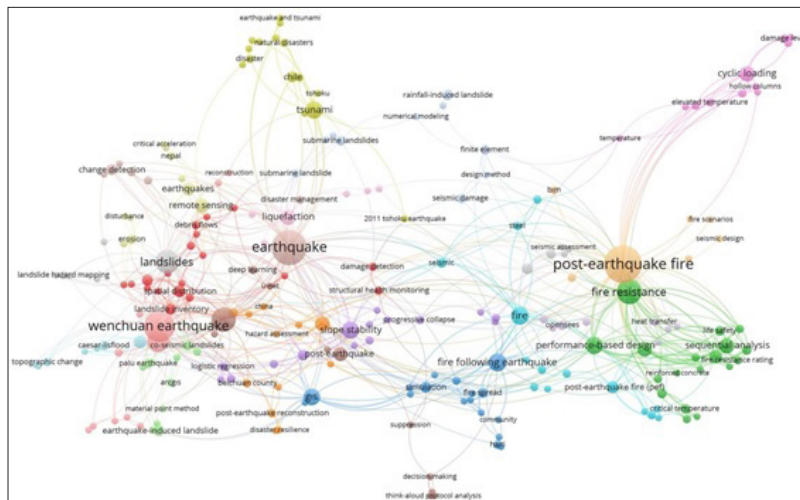 earthquake and tsunami
damage level
natural disasters
disaster
cyclic loading
chile
hollow columns
tohoku
rainfall-induced landslide
elevated temperature
tsunami
numerical modeling
temperature
critical acceleration
submarine landslides
finite element
nepal
change detection
reconstruction
submarine landslide
design method
earthquakes
disaster management
seismic damage
bim
remote sensing
disturbance
liquefaction
2011 tohoku earthquake
fire scenarios
debris flows
steel
erosion
earthquake
seismic design
seismic assessment
landslides
seismic
post-earthquake fire
landslide hazard mapping
deep learning
damage detection
spatial distribution
structural health monitoring
fire resistance
landslide inventory
china
fire
wenchuan earthquake
progressive collapse
opensees
heat transfer
hazard assessment
slope stability
life safety
caesar-lisflood
co-seismic landslides
performance-based design
sequential analysis
topographic change
post-earthquake
palu earthquake
logistic regression
fire following earthquake
fire resistance rating
reinforced concrete
arcgis
beichuan county
simulation
post-earthquake fire (pef)
gis
fire spread
material point method
post-earthquake reconstruction
critical temperature
community
earthquake-induced landslide
disaster resilience
suppression
decision-making
think-aloud protocol analysis